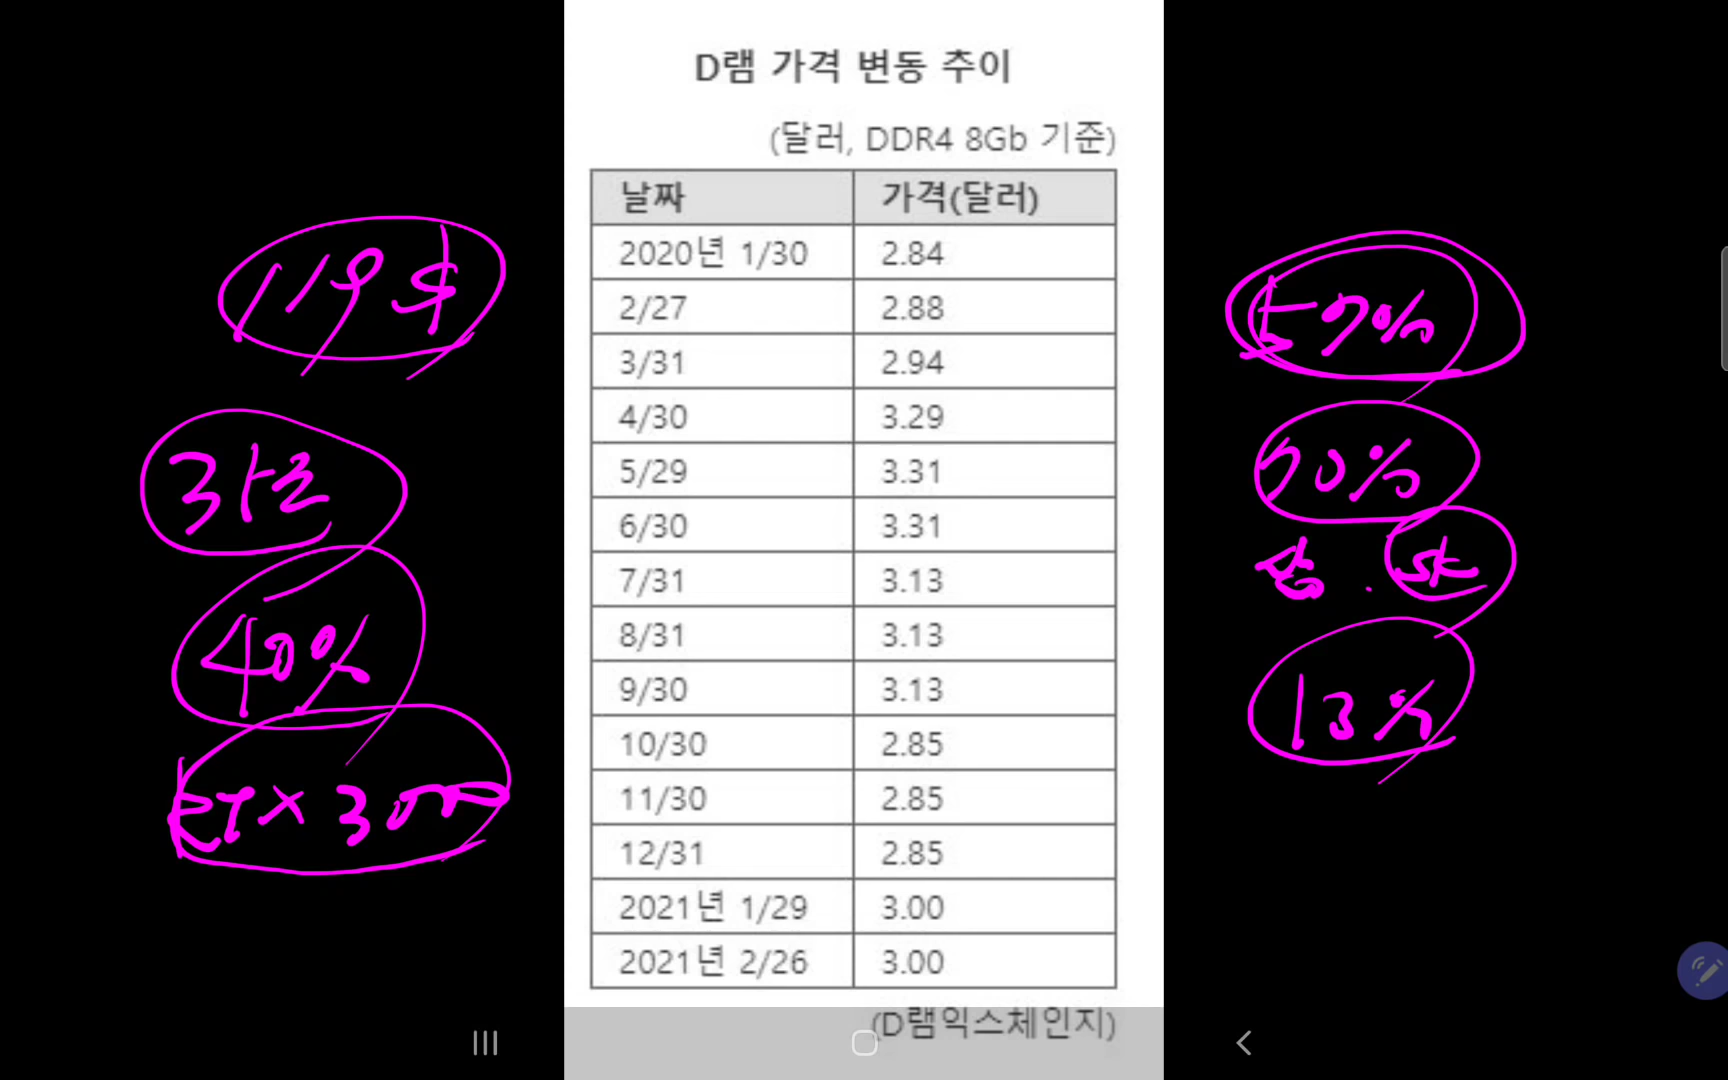 D램 가격 변동 추이
(달러, DDR4 8Gb 기준)
날짜 가격(달러)
2020년 1/30 2.84
2/27 2.88
3/31 2.94
4/30 3.29
5/29 3.31
6/30 3.31
7/31 3.13
8/31 3.13
9/30 3.13
10/30 2.85
11/30 2.85
12/31 2.85
2021년 1/29 3.00
2021년 2/26 3.00
(D램익스체인지)
40%
70%
SK
13%